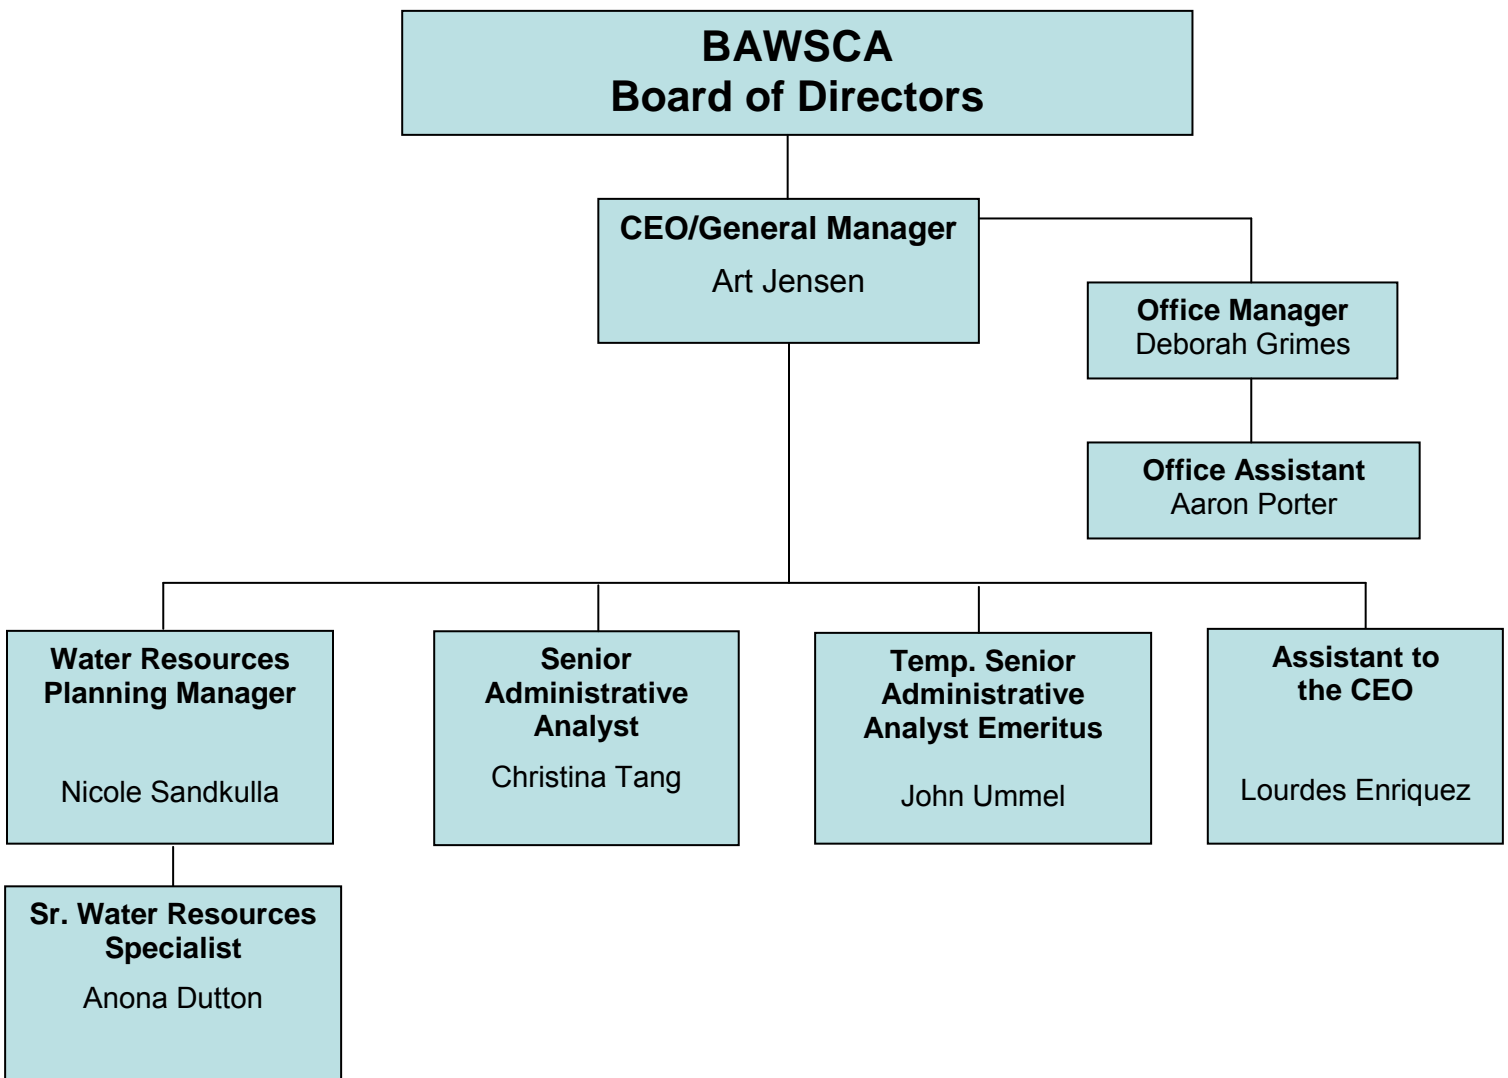 BAWSCA
Board of Directors
CEO/General Manager
Art Jensen
Office Manager
Deborah Grimes
Office Assistant
Aaron Porter
Water Resources
Planning Manager
Nicole Sandkulla
Senior
Administrative
Analyst
Christina Tang
Temp. Senior
Administrative
Analyst Emeritus
John Ummel
Assistant to
the CEO
Lourdes Enriquez
Sr. Water Resources
Specialist
Anona Dutton